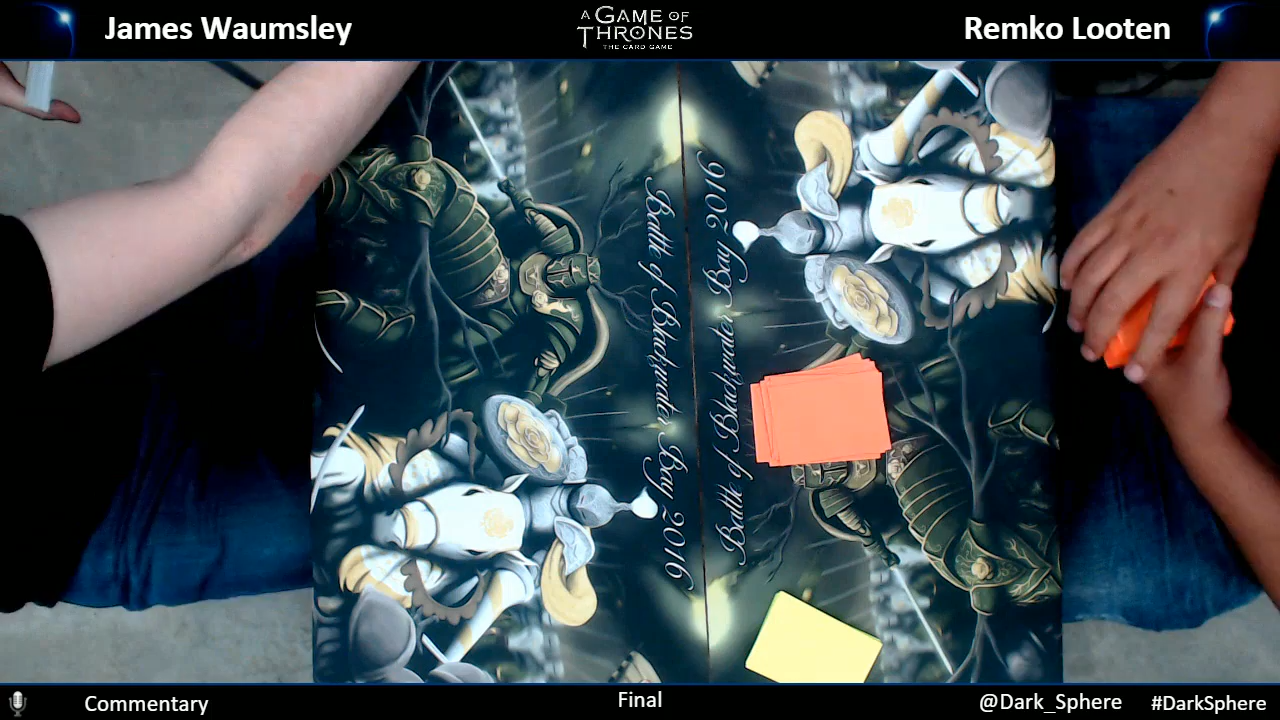 James Waumsley
A GAME OF
THRONES
THE CARD GAME
Remko Looten
Battle of Blackwater Bay 2016
Battle of Blackwater Bay 2016
Commentary
Final
@Dark_Sphere
#DarkSphere